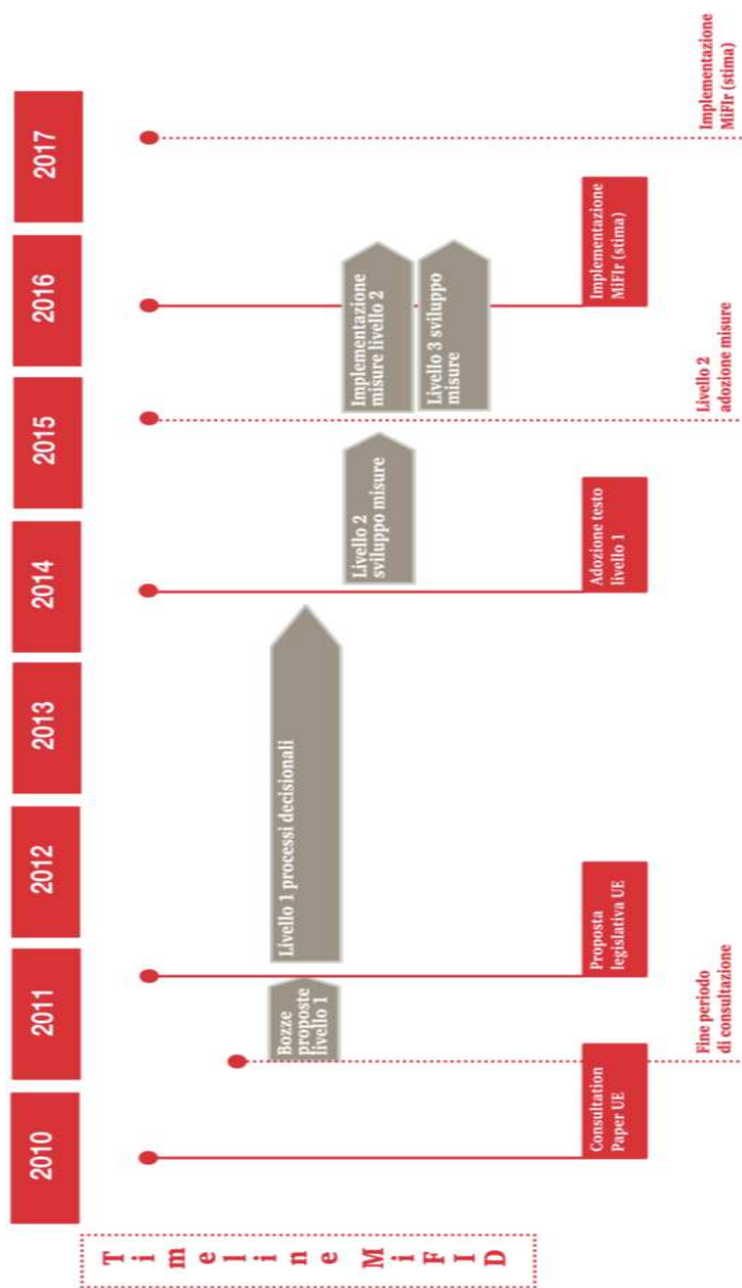 Timeline MiFID
2010
2011
2012
2013
2014
2015
2016
2017
Bozze
proposte
livello 1
Livello 1 processi decisionali
Livello 2
sviluppo misure
Implementazione
misure livello 2
Livello 3 sviluppo
misure
Consultation
Paper UE
Proposta
legislativa UE
Adozione testo
livello 1
Implementazione
MiFIr (stima)
Fine periodo
di consultazione
Livello 2
adozione misure
Implementazione
MiFIr (stima)